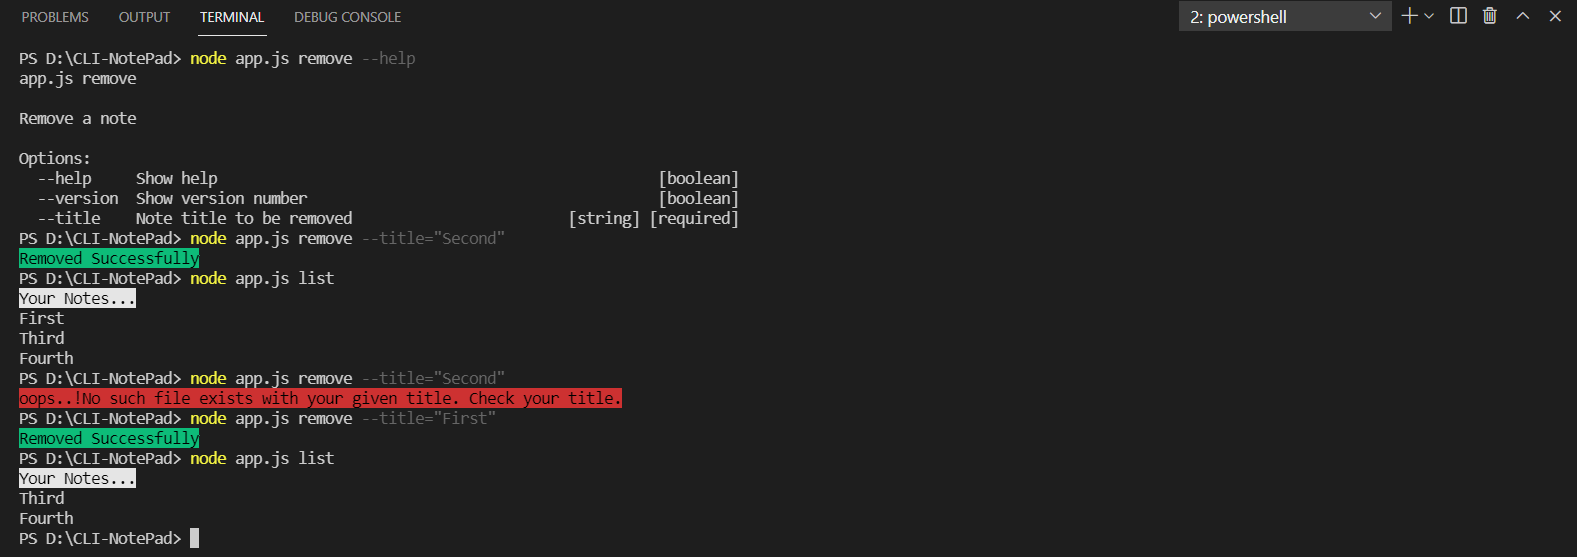 PROBLEMS OUTPUT TERMINAL DEBUG CONSOLE 2: powershell
PS D:\CLI-NotePad> node app.js remove --help
app.js remove
Remove a note
Options:
--help Show help [boolean]
--version Show version number [boolean]
--title Note title to be removed [string] [required]
PS D:\CLI-NotePad> node app.js remove --title="Second"
Removed Successfully
PS D:\CLI-NotePad> node app.js list
Your Notes...
First
Third
Fourth
PS D:\CLI-NotePad> node app.js remove --title="Second"
oops..!No such file exists with your given title. Check your title.
PS D:\CLI-NotePad> node app.js remove --title="First"
Removed Successfully
PS D:\CLI-NotePad> node app.js list
Your Notes...
Third
Fourth
PS D:\CLI-NotePad>